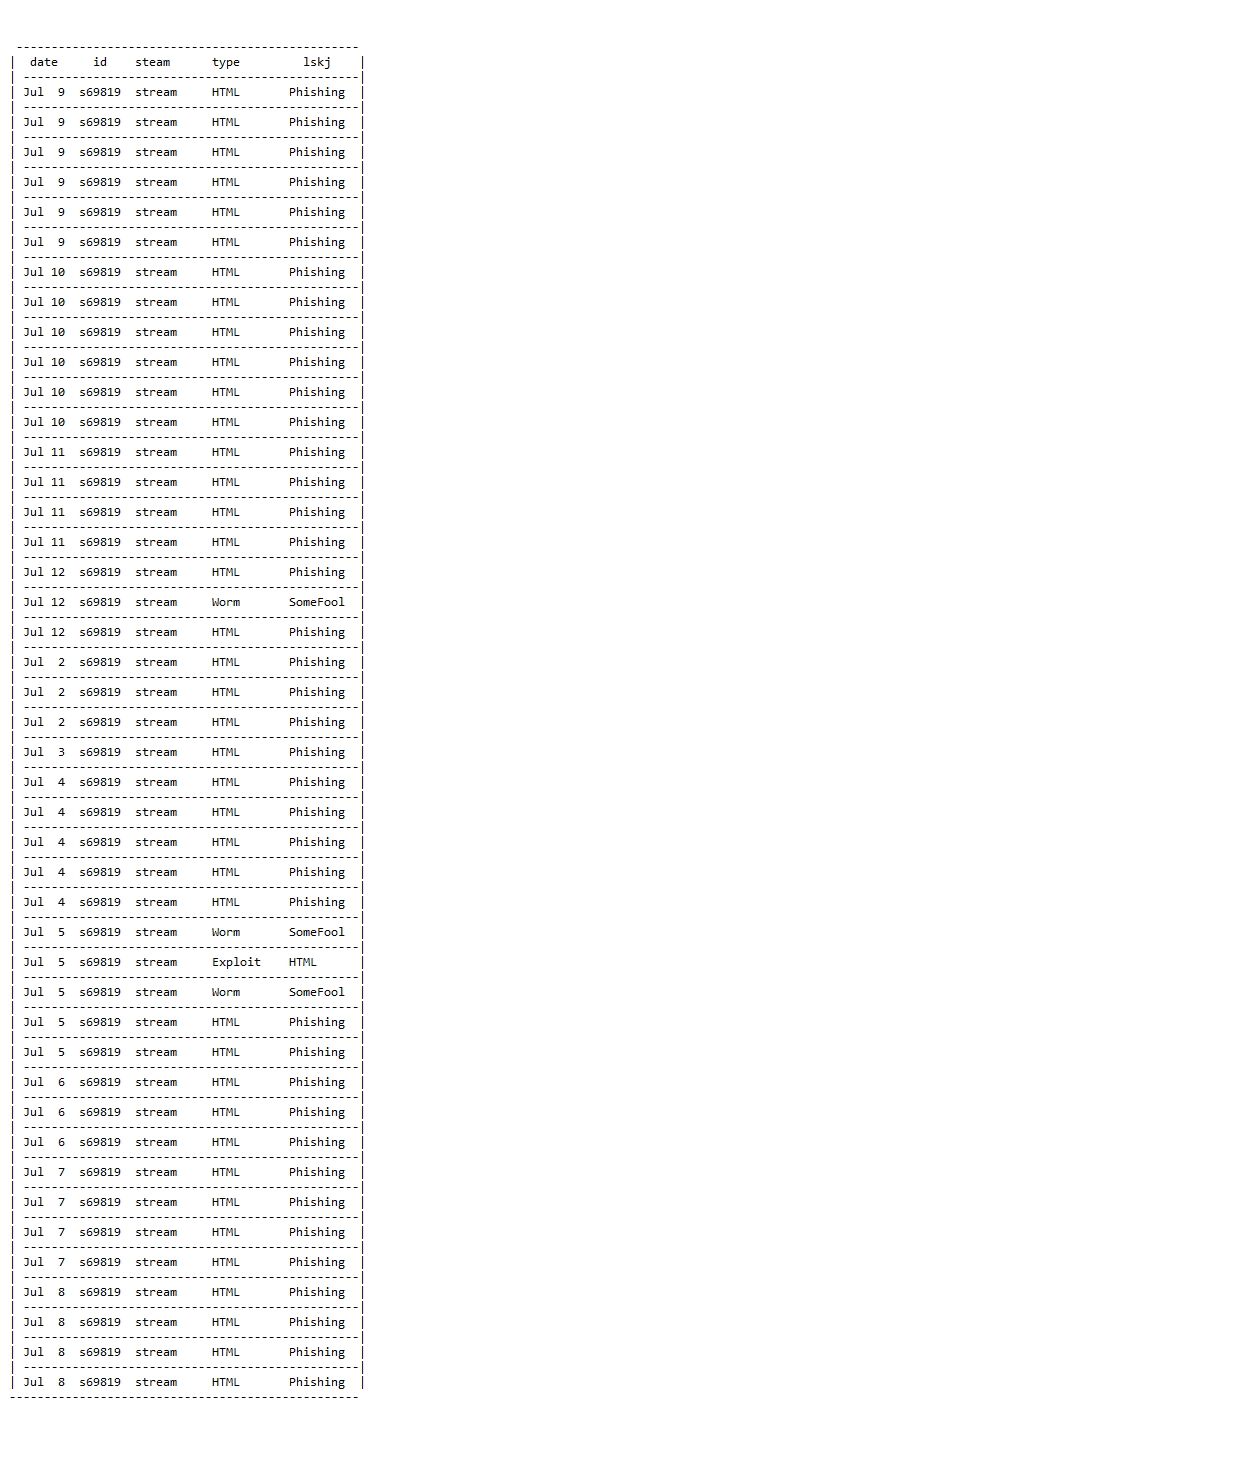 -------------------------------------------------
|  date     id    steam      type         lskj    |
| ------------------------------------------------|
| Jul  9  s69819  stream     HTML       Phishing  |
| ------------------------------------------------|
| Jul  9  s69819  stream     HTML       Phishing  |
| ------------------------------------------------|
| Jul  9  s69819  stream     HTML       Phishing  |
| ------------------------------------------------|
| Jul  9  s69819  stream     HTML       Phishing  |
| ------------------------------------------------|
| Jul  9  s69819  stream     HTML       Phishing  |
| ------------------------------------------------|
| Jul  9  s69819  stream     HTML       Phishing  |
| ------------------------------------------------|
| Jul 10  s69819  stream     HTML       Phishing  |
| ------------------------------------------------|
| Jul 10  s69819  stream     HTML       Phishing  |
| ------------------------------------------------|
| Jul 10  s69819  stream     HTML       Phishing  |
| ------------------------------------------------|
| Jul 10  s69819  stream     HTML       Phishing  |
| ------------------------------------------------|
| Jul 10  s69819  stream     HTML       Phishing  |
| ------------------------------------------------|
| Jul 10  s69819  stream     HTML       Phishing  |
| ------------------------------------------------|
| Jul 11  s69819  stream     HTML       Phishing  |
| ------------------------------------------------|
| Jul 11  s69819  stream     HTML       Phishing  |
| ------------------------------------------------|
| Jul 11  s69819  stream     HTML       Phishing  |
| ------------------------------------------------|
| Jul 11  s69819  stream     HTML       Phishing  |
| ------------------------------------------------|
| Jul 12  s69819  stream     HTML       Phishing  |
| ------------------------------------------------|
| Jul 12  s69819  stream     Worm       SomeFool  |
| ------------------------------------------------|
| Jul 12  s69819  stream     HTML       Phishing  |
| ------------------------------------------------|
| Jul  2  s69819  stream     HTML       Phishing  |
| ------------------------------------------------|
| Jul  2  s69819  stream     HTML       Phishing  |
| ------------------------------------------------|
| Jul  2  s69819  stream     HTML       Phishing  |
| ------------------------------------------------|
| Jul  3  s69819  stream     HTML       Phishing  |
| ------------------------------------------------|
| Jul  4  s69819  stream     HTML       Phishing  |
| ------------------------------------------------|
| Jul  4  s69819  stream     HTML       Phishing  |
| ------------------------------------------------|
| Jul  4  s69819  stream     HTML       Phishing  |
| ------------------------------------------------|
| Jul  4  s69819  stream     HTML       Phishing  |
| ------------------------------------------------|
| Jul  4  s69819  stream     HTML       Phishing  |
| ------------------------------------------------|
| Jul  5  s69819  stream     Worm       SomeFool  |
| ------------------------------------------------|
| Jul  5  s69819  stream     Exploit    HTML      |
| ------------------------------------------------|
| Jul  5  s69819  stream     Worm       SomeFool  |
| ------------------------------------------------|
| Jul  5  s69819  stream     HTML       Phishing  |
| ------------------------------------------------|
| Jul  5  s69819  stream     HTML       Phishing  |
| ------------------------------------------------|
| Jul  6  s69819  stream     HTML       Phishing  |
| ------------------------------------------------|
| Jul  6  s69819  stream     HTML       Phishing  |
| ------------------------------------------------|
| Jul  6  s69819  stream     HTML       Phishing  |
| ------------------------------------------------|
| Jul  7  s69819  stream     HTML       Phishing  |
| ------------------------------------------------|
| Jul  7  s69819  stream     HTML       Phishing  |
| ------------------------------------------------|
| Jul  7  s69819  stream     HTML       Phishing  |
| ------------------------------------------------|
| Jul  7  s69819  stream     HTML       Phishing  |
| ------------------------------------------------|
| Jul  8  s69819  stream     HTML       Phishing  |
| ------------------------------------------------|
| Jul  8  s69819  stream     HTML       Phishing  |
| ------------------------------------------------|
| Jul  8  s69819  stream     HTML       Phishing  |
| ------------------------------------------------|
| Jul  8  s69819  stream     HTML       Phishing  |
--------------------------------------------------